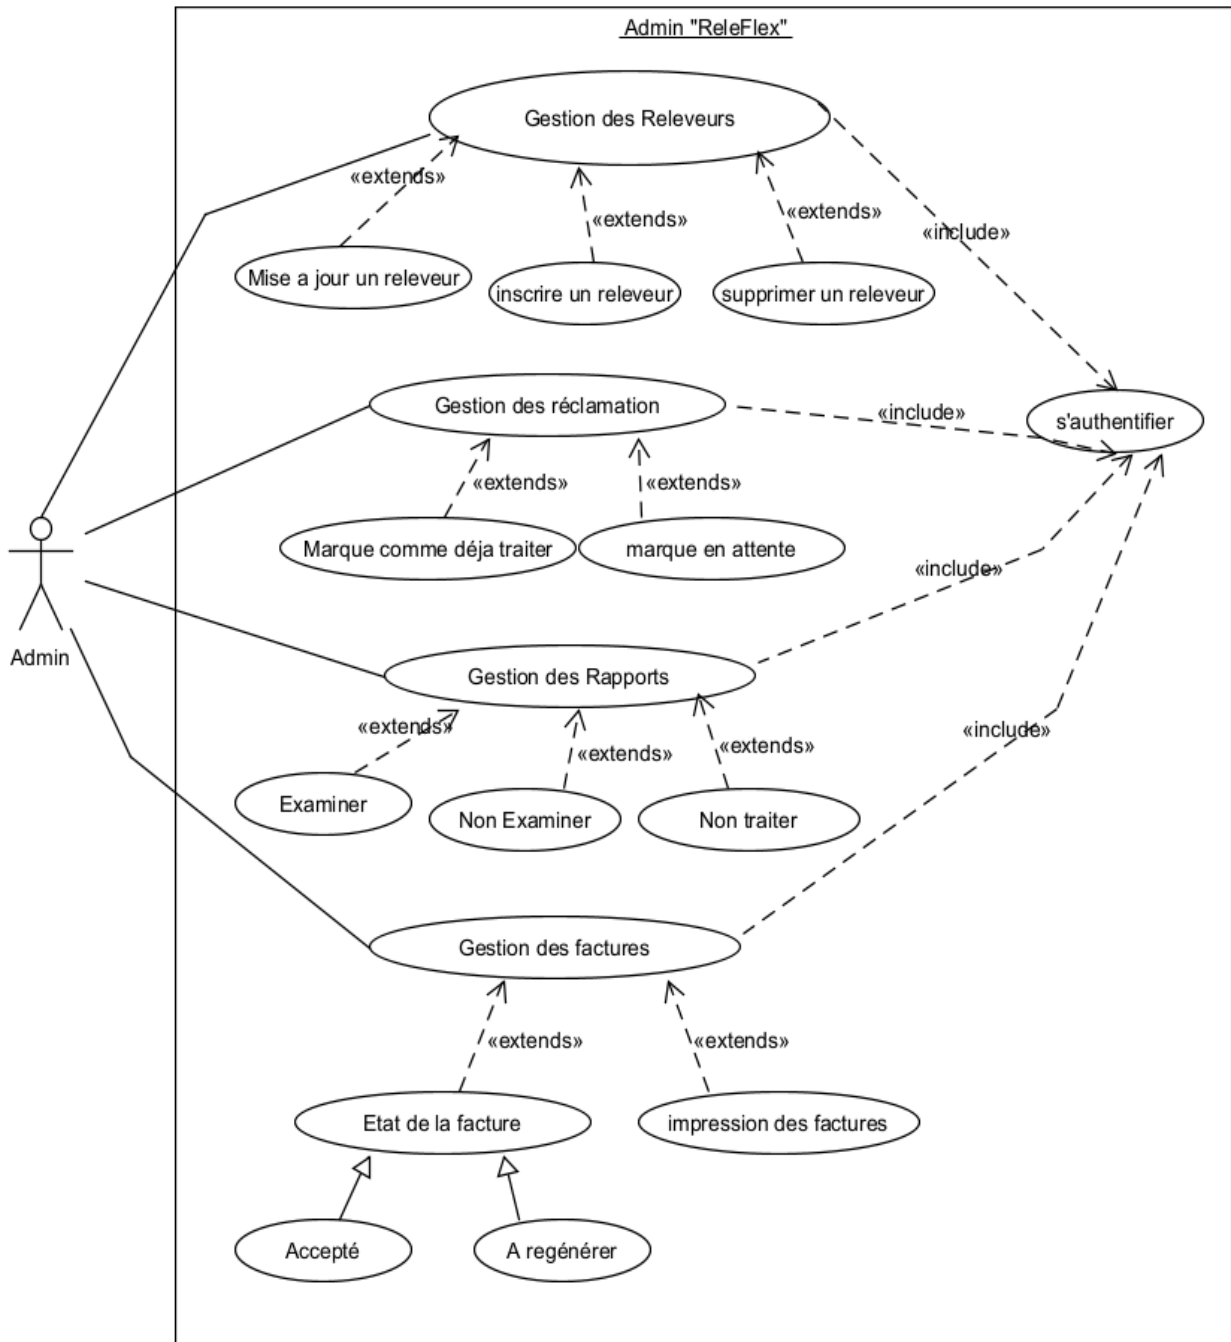 Admin "ReleFlex"
Gestion des Releveurs
«extends»
«extends»
«extends»
«include»
Mise a jour un releveur
inscrire un releveur
supprimer un releveur
Gestion des réclamation
«include»
s'authentifier
«extends»
«extends»
Marque comme déja traiter
marque en attente
«include»
Admin
Gestion des Rapports
«extends»
«extends»
«extends»
«include»
Examiner
Non Examiner
Non traiter
Gestion des factures
«extends»
«extends»
Etat de la facture
impression des factures
Accepté
A regénérer